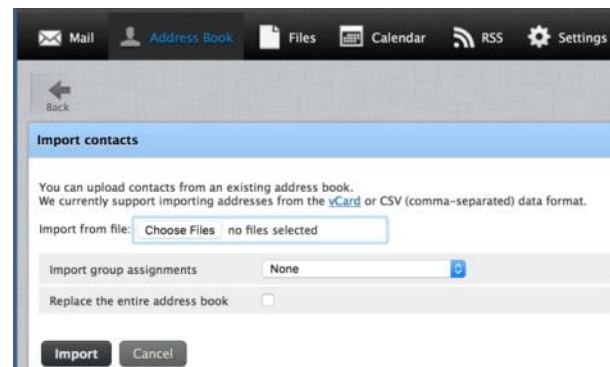 Mail Address Book Files Calendar RSS Settings
Back
Import contacts
You can upload contacts from an existing address book.
We currently support importing addresses from the vCard or CSV (comma-separated) data format.
Import from file: Choose Files no files selected
Import group assignments None
Replace the entire address book
Import Cancel